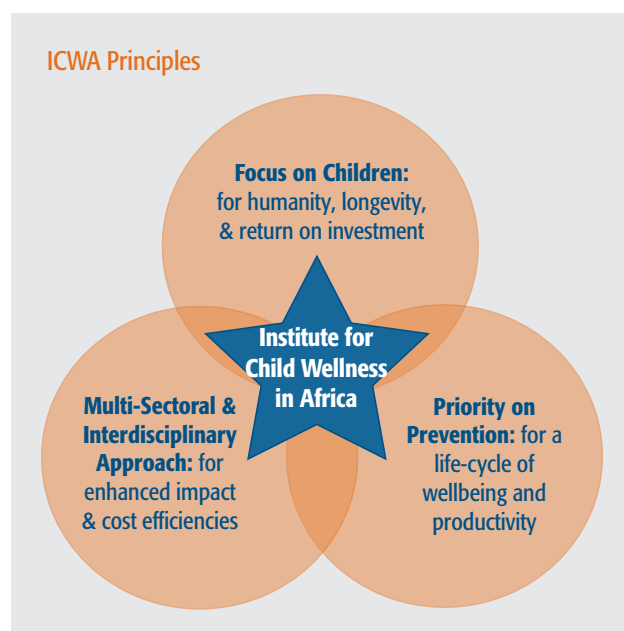 ICWA Principles
Focus on Children:
for humanity, longevity,
& return on investment
Institute for
Child Wellness
in Africa
Multi-Sectoral &
Interdisciplinary
Approach: for
enhanced impact
& cost efficiencies
Priority on
Prevention: for a
life-cycle of
wellbeing and
productivity